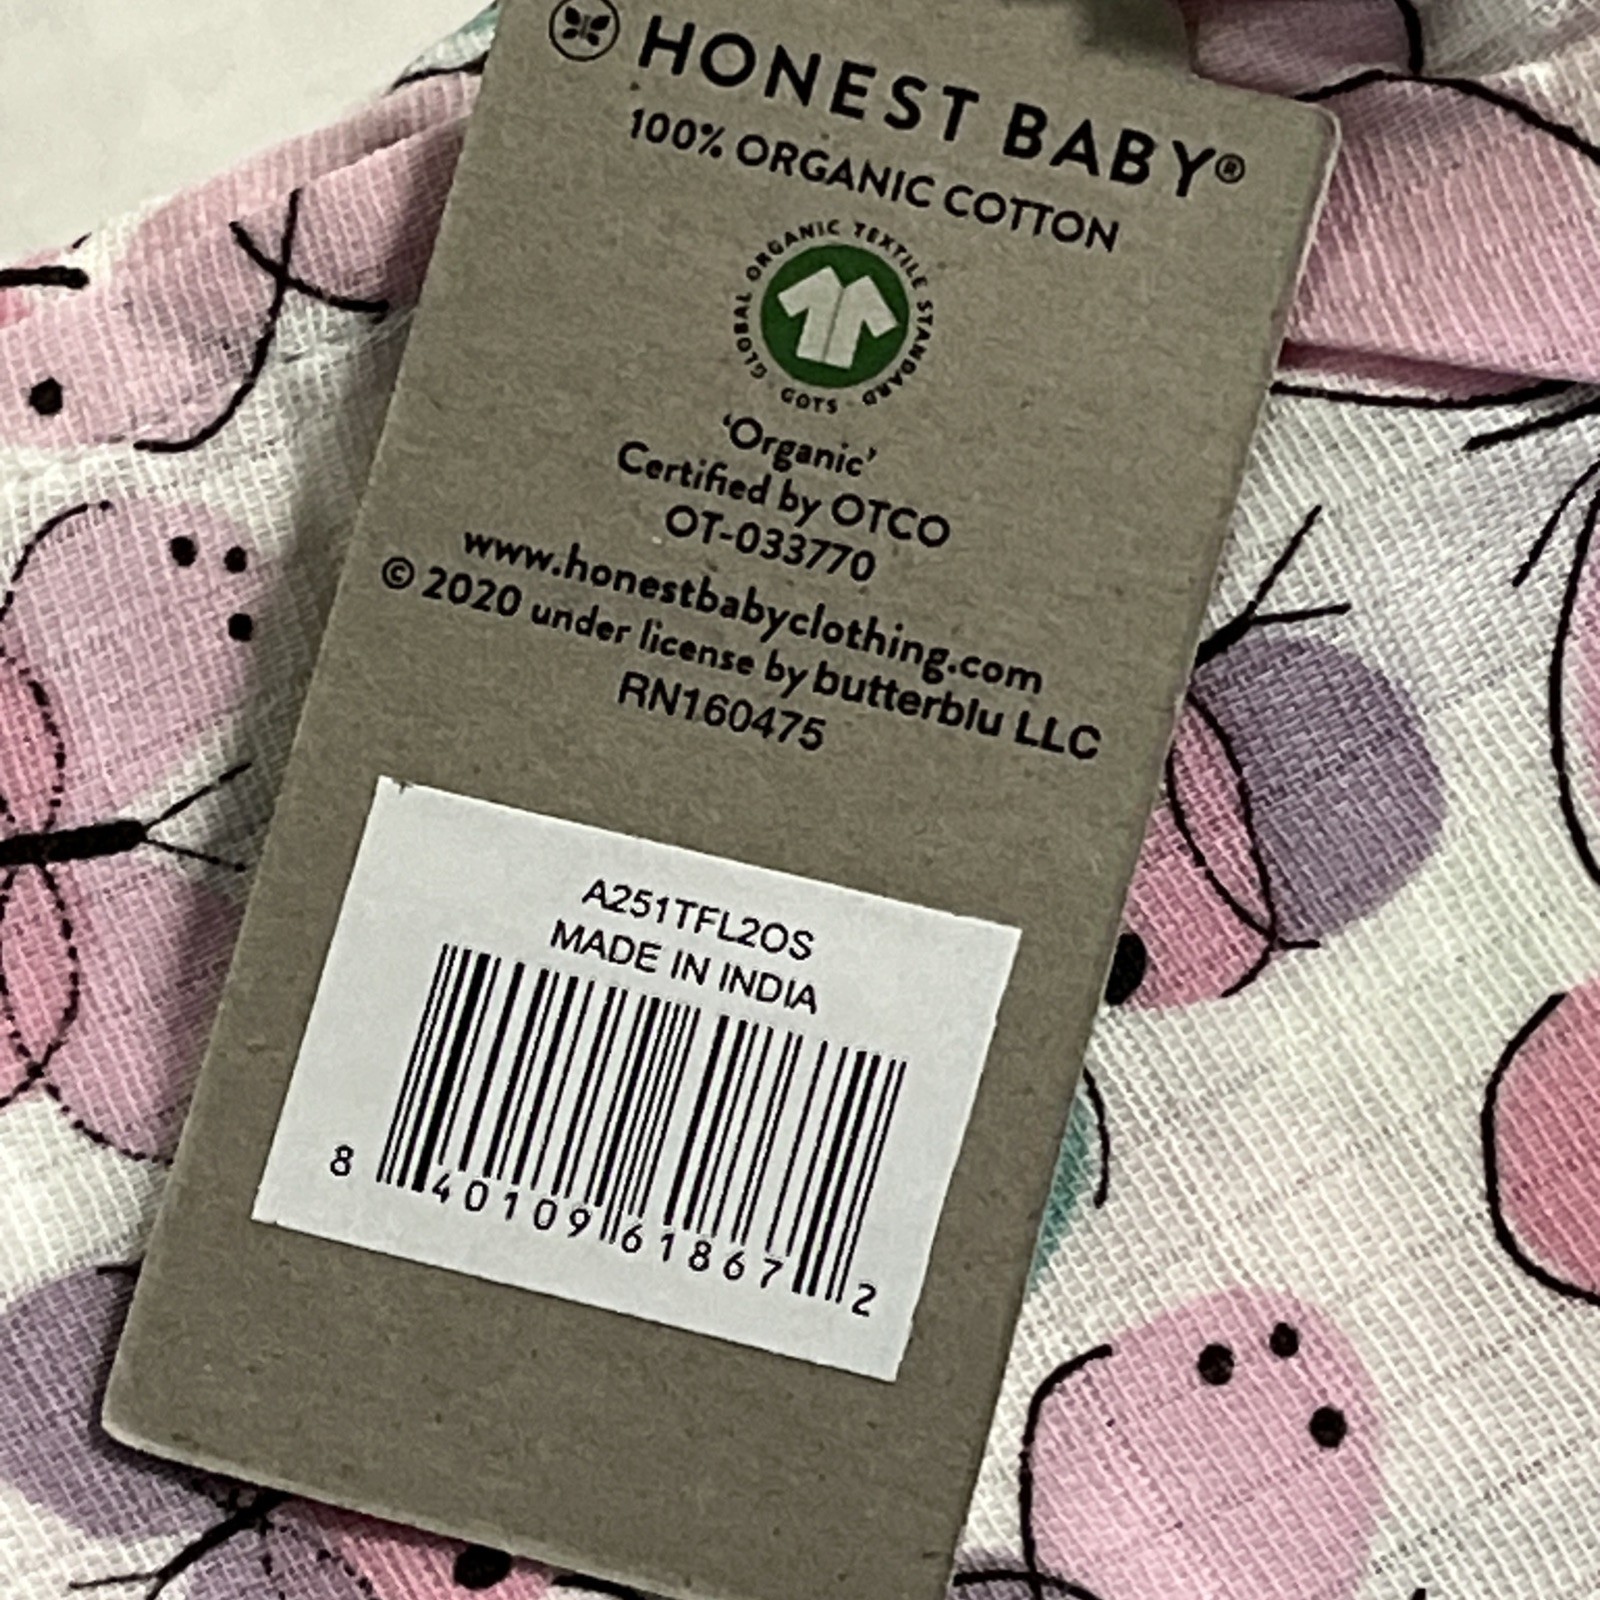 HONEST BABY®
100% ORGANIC COTTON
GLOBAL ORGANIC TEXTILE STANDARD · GOTS ·
‘Organic’
Certified by OTCO
OT-033770
www.honestbabyclothing.com
© 2020 under license by butterblu LLC
RN160475
A251TFL2OS
MADE IN INDIA
8 40109 61867 2